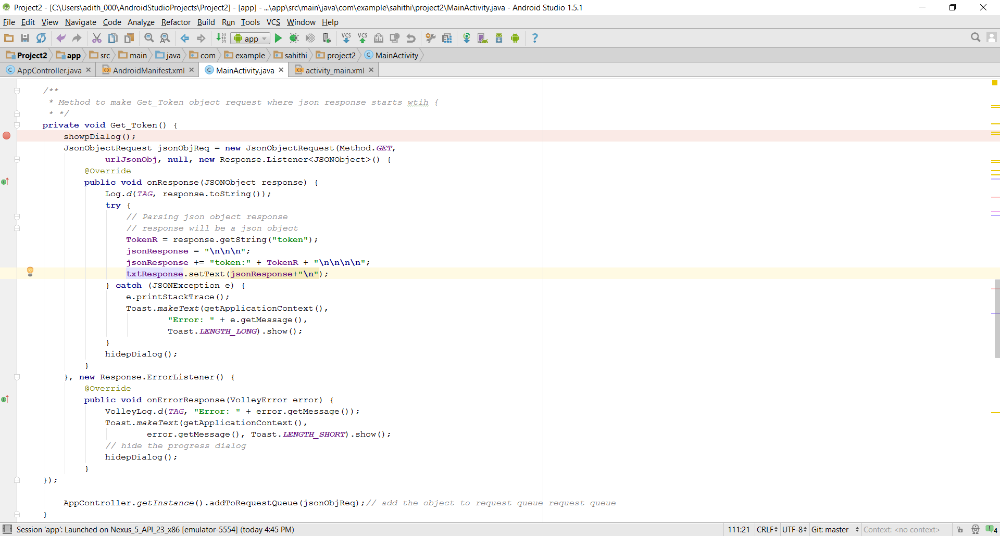 Project2 - [C:\Users\adith_000\AndroidStudioProjects\Project2] - [app] - ...\app\src\main\java\com\example\sahithi\project2\MainActivity.java - Android Studio 1.5.1
File Edit View Navigate Code Analyze Refactor Build Run Tools VCS Window Help
app VCS VCS ?
Project2 app src main java com example sahithi project2 MainActivity
AppController.java AndroidManifest.xml MainActivity.java activity_main.xml
/**
* Method to make Get_Token object request where json response starts wtih {
* */
private void Get_Token() {
showpDialog();
JsonObjectRequest jsonObjReq = new JsonObjectRequest(Method.GET,
urlJsonObj, null, new Response.Listener<JSONObject>() {
@Override
public void onResponse(JSONObject response) {
Log.d(TAG, response.toString());
try {
// Parsing json object response
// response will be a json object
TokenR = response.getString("token");
jsonResponse = "\n\n\n";
jsonResponse += "token:" + TokenR + "\n\n\n\n";
txtResponse.setText(jsonResponse+"\n");
} catch (JSONException e) {
e.printStackTrace();
Toast.makeText(getApplicationContext(),
"Error: " + e.getMessage(),
Toast.LENGTH_LONG).show();
}
hidepDialog();
}
}, new Response.ErrorListener() {
@Override
public void onErrorResponse(VolleyError error) {
VolleyLog.d(TAG, "Error: " + error.getMessage());
Toast.makeText(getApplicationContext(),
error.getMessage(), Toast.LENGTH_SHORT).show();
// hide the progress dialog
hidepDialog();
}
});
AppController.getInstance().addToRequestQueue(jsonObjReq);// add the object to request queue request queue
}
Session 'app': Launched on Nexus_5_API_23_x86 [emulator-5554] (today 4:45 PM) 111:21 CRLF UTF-8 Git: master Context: <no context> 4